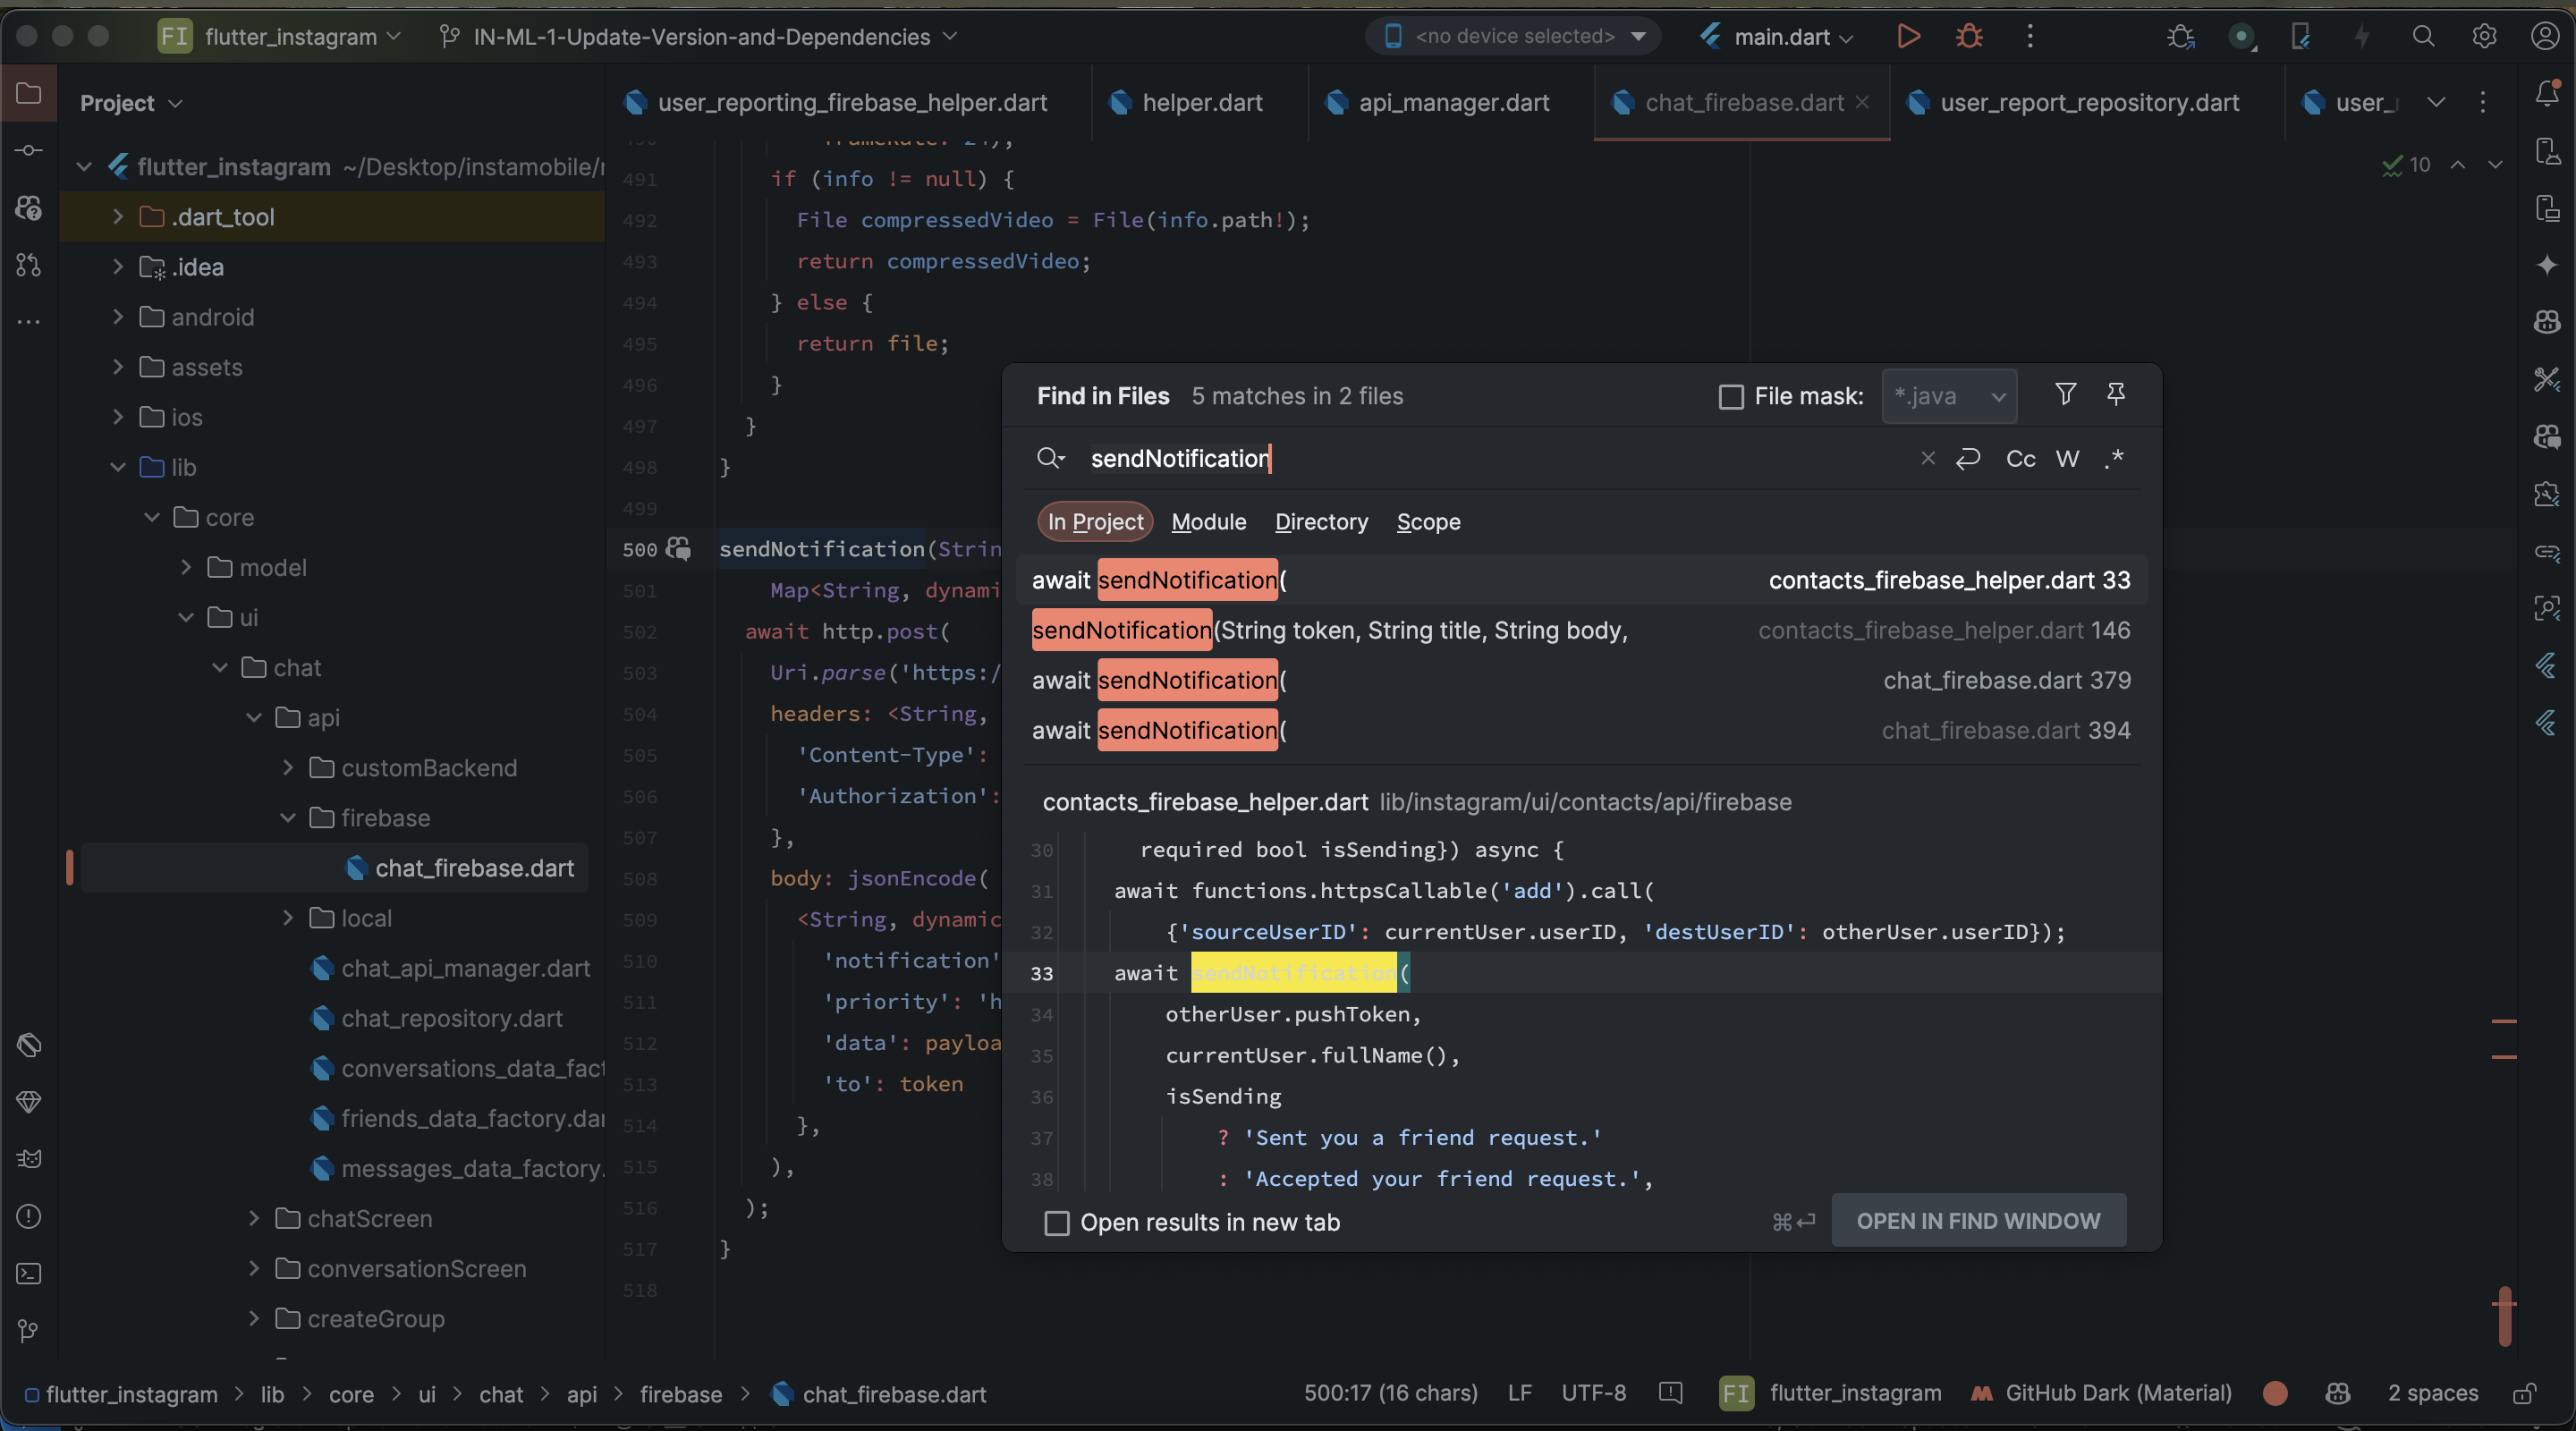 FI flutter_instagram IN-ML-1-Update-Version-and-Dependencies <no device selected> main.dart
Project
user_reporting_firebase_helper.dart helper.dart api_manager.dart chat_firebase.dart user_report_repository.dart user_
flutter_instagram ~/Desktop/instamobile/
.dart_tool
.idea
android
assets
ios
lib
core
model
ui
chat
api
customBackend
firebase
chat_firebase.dart
local
chat_api_manager.dart
chat_repository.dart
conversations_data_fact
friends_data_factory.dar
messages_data_factory.
chatScreen
conversationScreen
createGroup
10
491 if (info != null) {
492 File compressedVideo = File(info.path!);
493 return compressedVideo;
494 } else {
495 return file;
496 }
497 }
498 }
499
500 sendNotification(Strin
501 Map<String, dynami
502 await http.post(
503 Uri.parse('https:/
504 headers: <String,
505 'Content-Type':
506 'Authorization':
507 },
508 body: jsonEncode(
509 <String, dynamic
510 'notification'
511 'priority': 'h
512 'data': payloa
513 'to': token
514 },
515 ),
516 );
517 }
518
Find in Files 5 matches in 2 files File mask: *.java
sendNotification Cc W .*
In Project Module Directory Scope
await sendNotification( contacts_firebase_helper.dart 33
sendNotification(String token, String title, String body, contacts_firebase_helper.dart 146
await sendNotification( chat_firebase.dart 379
await sendNotification( chat_firebase.dart 394
contacts_firebase_helper.dart lib/instagram/ui/contacts/api/firebase
30 required bool isSending}) async {
31 await functions.httpsCallable('add').call(
32 {'sourceUserID': currentUser.userID, 'destUserID': otherUser.userID});
33 await sendNotification(
34 otherUser.pushToken,
35 currentUser.fullName(),
36 isSending
37 ? 'Sent you a friend request.'
38 : 'Accepted your friend request.',
Open results in new tab ⌘↩ OPEN IN FIND WINDOW
flutter_instagram > lib > core > ui > chat > api > firebase > chat_firebase.dart 500:17 (16 chars) LF UTF-8 FI flutter_instagram GitHub Dark (Material) 2 spaces